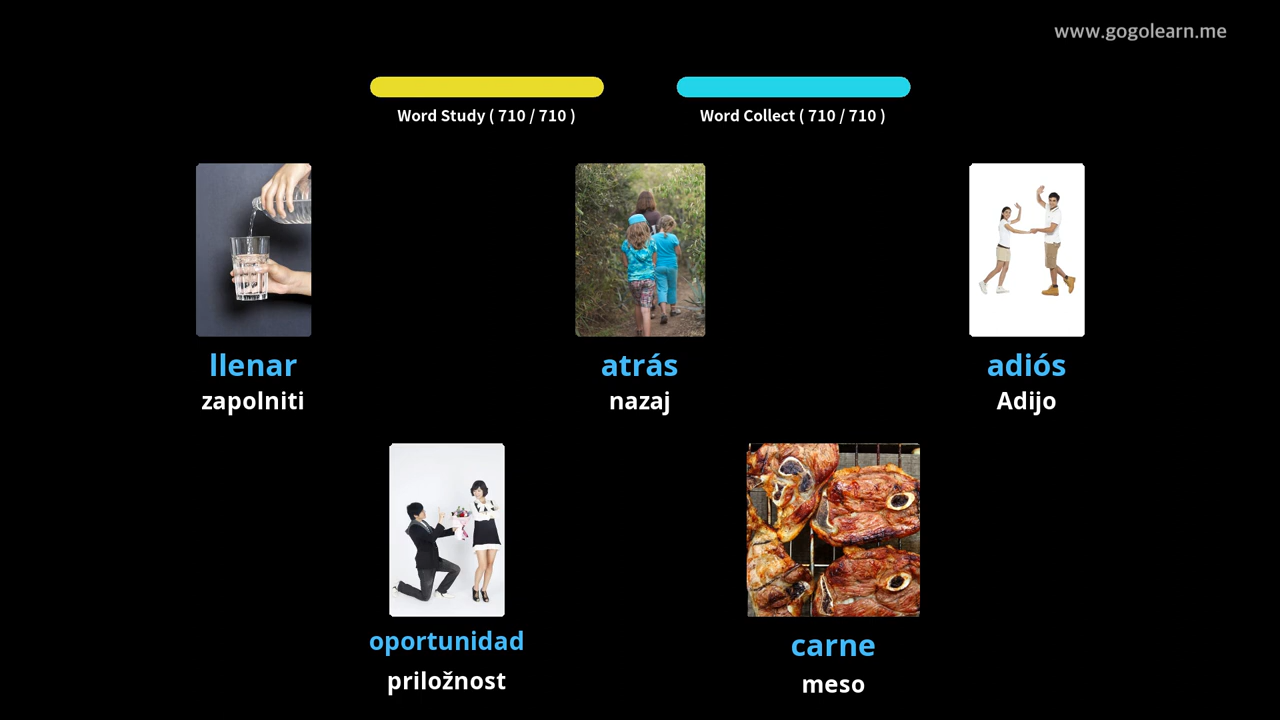 www.gogolearn.me
Word Study ( 710 / 710 )
Word Collect ( 710 / 710 )
llenar
zapolniti
atrás
nazaj
adiós
Adijo
oportunidad
priložnost
carne
meso